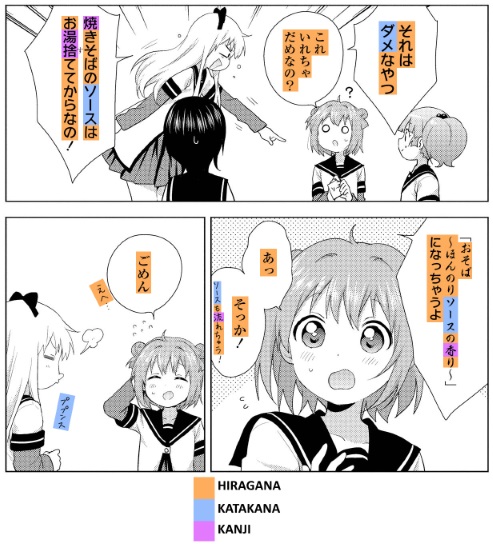 それは
ダメなやつ
これ
いれちゃ
だめなの?
?
焼きそばのソースは
お湯捨ててからなの!
「おそば
~ほんのりソースの香り~」
になっちゃうよ
あっ
そっか!
ソースも流れちゃう!
ごめん
えへ
プンプン
HIRAGANA
KATAKANA
KANJI